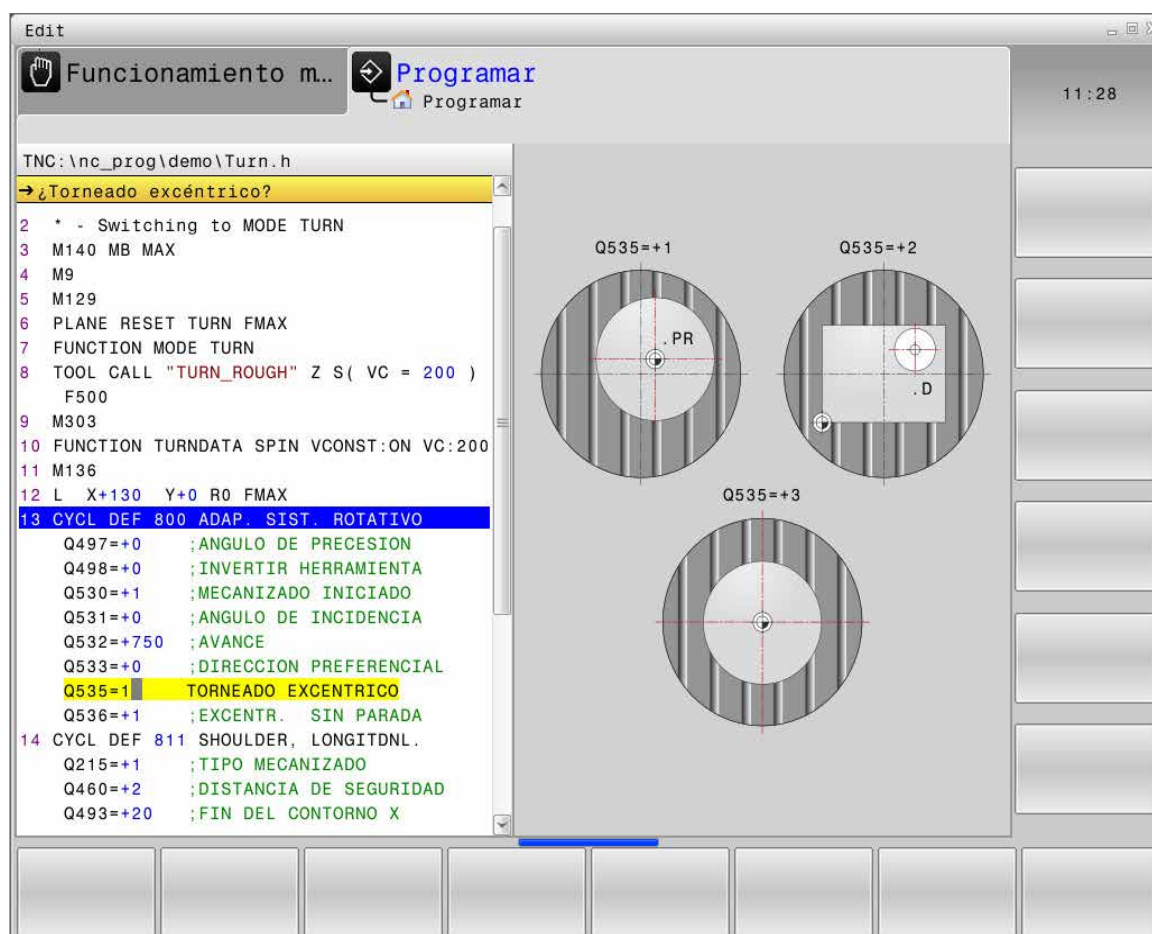 Edit
Funcionamiento m…
Programar
Programar
11:28
TNC:\nc_prog\demo\Turn.h
→¿Torneado excéntrico?
2 * - Switching to MODE TURN
3 M140 MB MAX
4 M9
5 M129
6 PLANE RESET TURN FMAX
7 FUNCTION MODE TURN
8 TOOL CALL "TURN_ROUGH" Z S( VC = 200 )
F500
9 M303
10 FUNCTION TURNDATA SPIN VCONST:ON VC:200
11 M136
12 L X+130 Y+0 R0 FMAX
13 CYCL DEF 800 ADAP. SIST. ROTATIVO
Q497=+0 ;ANGULO DE PRECESION
Q498=+0 ;INVERTIR HERRAMIENTA
Q530=+1 ;MECANIZADO INICIADO
Q531=+0 ;ANGULO DE INCIDENCIA
Q532=+750 ;AVANCE
Q533=+0 ;DIRECCION PREFERENCIAL
Q535=1 TORNEADO EXCENTRICO
Q536=+1 ;EXCENTR. SIN PARADA
14 CYCL DEF 811 SHOULDER, LONGITDNL.
Q215=+1 ;TIPO MECANIZADO
Q460=+2 ;DISTANCIA DE SEGURIDAD
Q493=+20 ;FIN DEL CONTORNO X
Q535=+1
.PR
Q535=+2
.D
Q535=+3